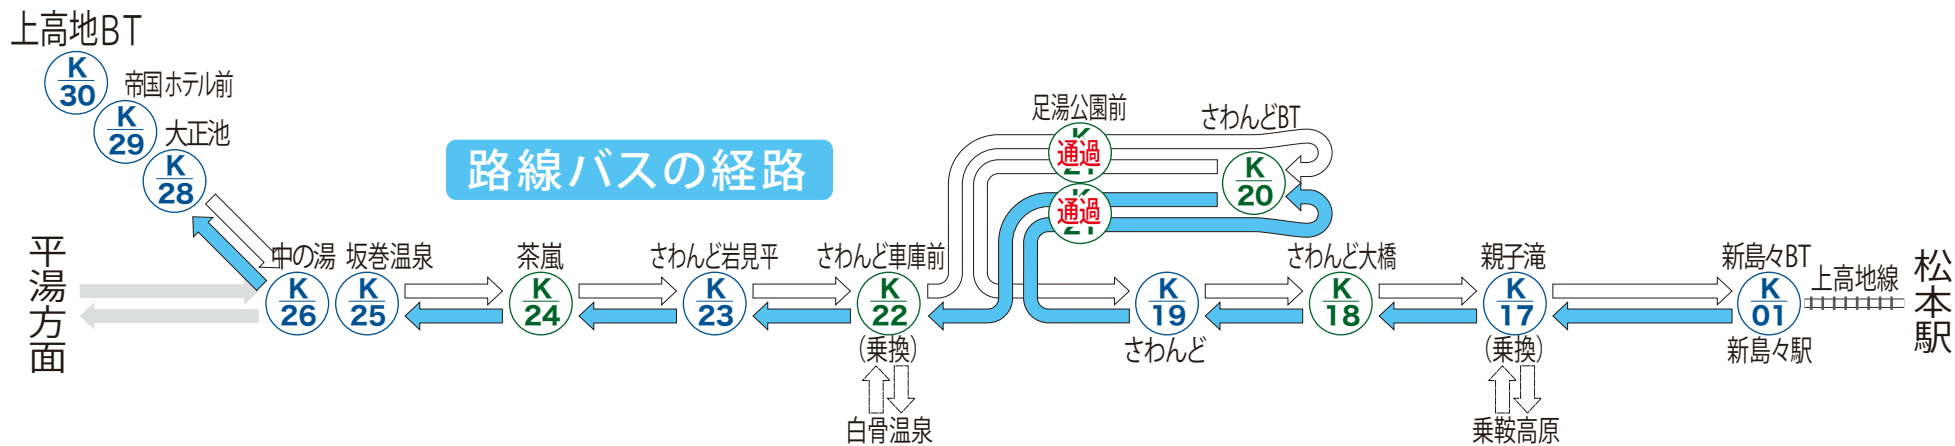 上高地BT
K
30
帝国ホテル前
K
29
大正池
K
28
路線バスの経路
平湯方面
中の湯
K
26
坂巻温泉
K
25
茶嵐
K
24
さわんど岩見平
K
23
さわんど車庫前
K
22
(乗換)
白骨温泉
足湯公園前
K
通過
21
K
通過
21
さわんどBT
K
20
K
19
さわんど
さわんど大橋
K
18
親子滝
K
17
(乗換)
乗鞍高原
新島々BT
K
01
新島々駅
上高地線
松本駅